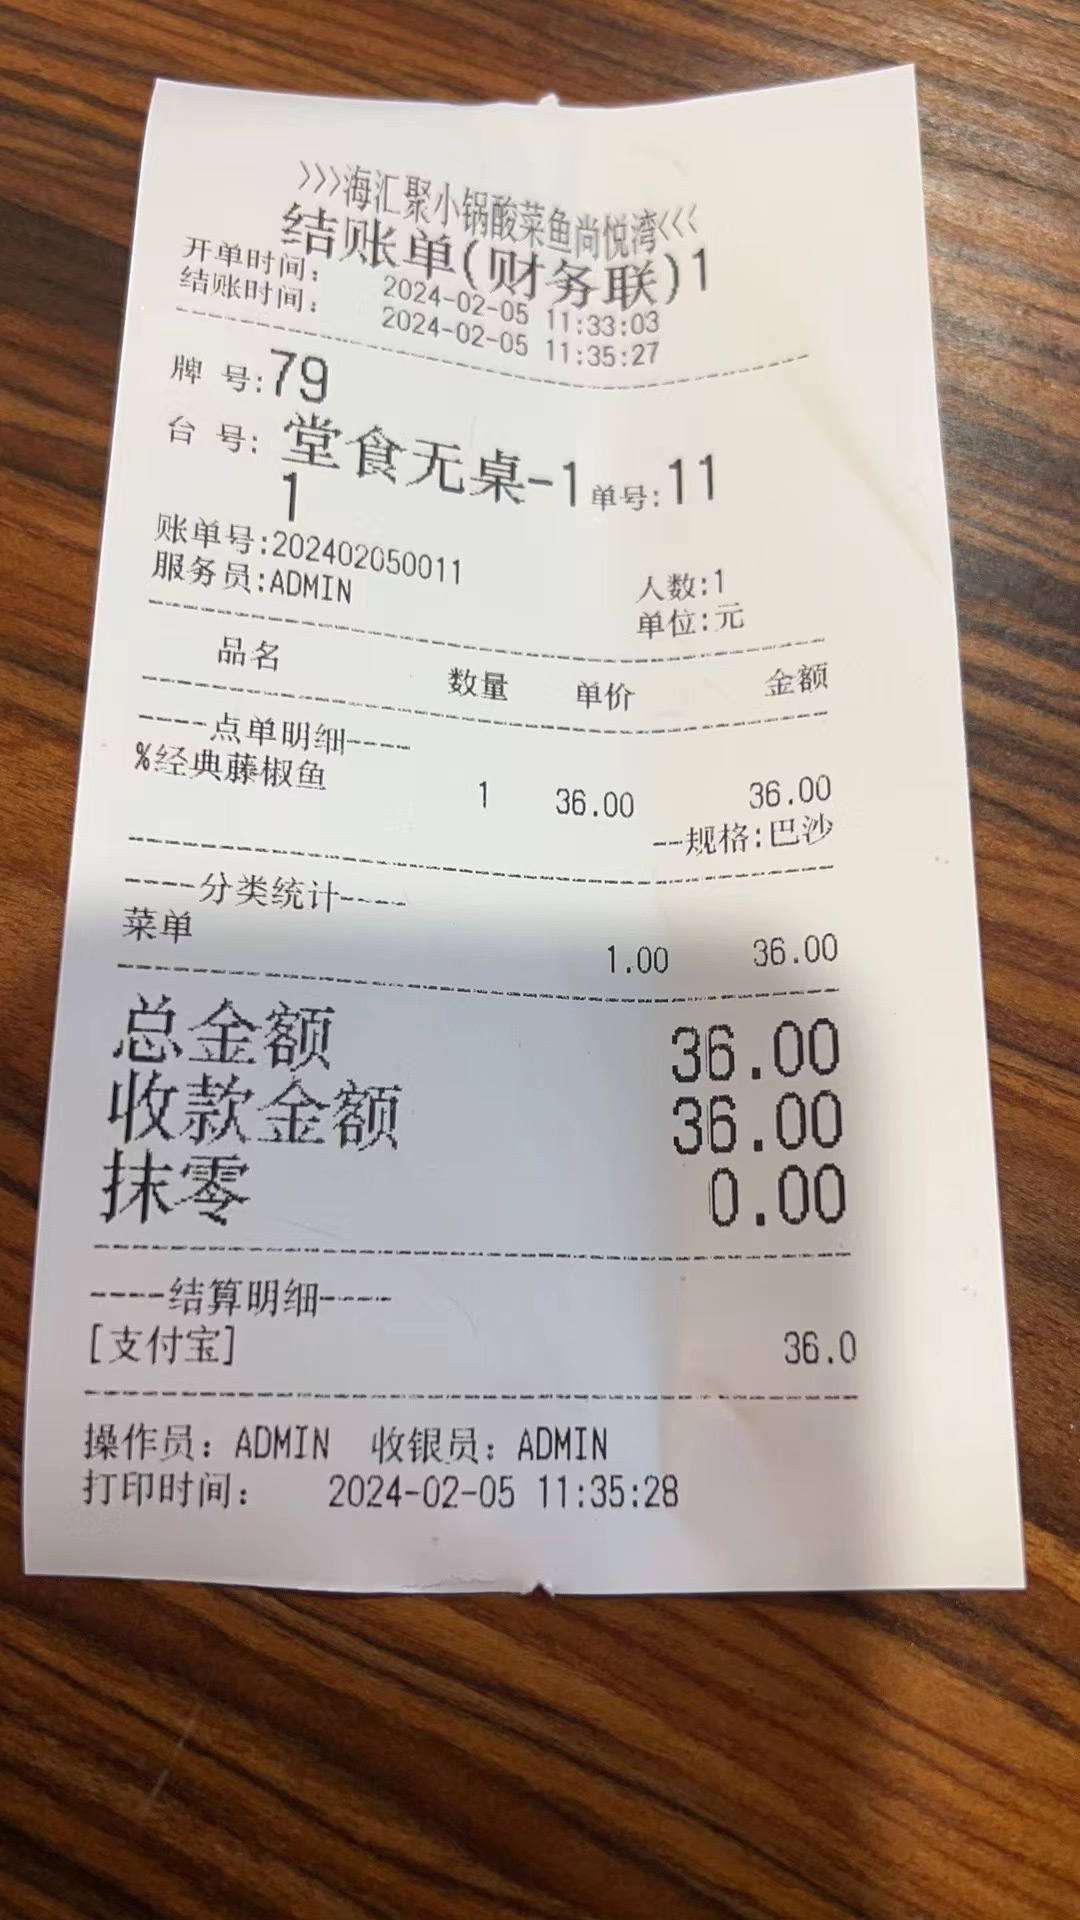 >>>海汇聚小锅酸菜鱼尚悦湾<<<
结账单(财务联)1
开单时间: 2024-02-05 11:33:03
结账时间: 2024-02-05 11:35:27
牌 号:79
台 号: 堂食无桌-1 单号:11
1
账单号:202402050011
服务员:ADMIN 人数:1
单位:元
品名 数量 单价 金额
----点单明细----
%经典藤椒鱼 1 36.00 36.00
--规格:巴沙
----分类统计----
菜单 1.00 36.00
总金额 36.00
收款金额 36.00
抹零 0.00
----结算明细----
[支付宝] 36.0
操作员: ADMIN 收银员: ADMIN
打印时间: 2024-02-05 11:35:28